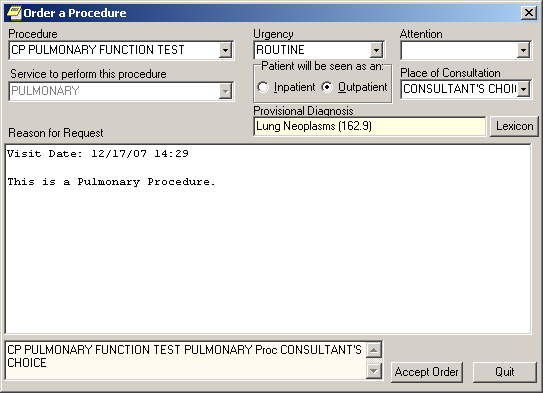 Order a Procedure
Procedure
Urgency
Attention
CP PULMONARY FUNCTION TEST
ROUTINE
Service to perform this procedure
Patient will be seen as an:
Place of Consultation
PULMONARY
Inpatient
Outpatient
CONSULTANT'S CHOI
Provisional Diagnosis
Lung Neoplasms (162.9)
Lexicon
Reason for Request
Visit Date: 12/17/07 14:29
This is a Pulmonary Procedure.
CP PULMONARY FUNCTION TEST PULMONARY Proc CONSULTANT'S
CHOICE
Accept Order
Quit